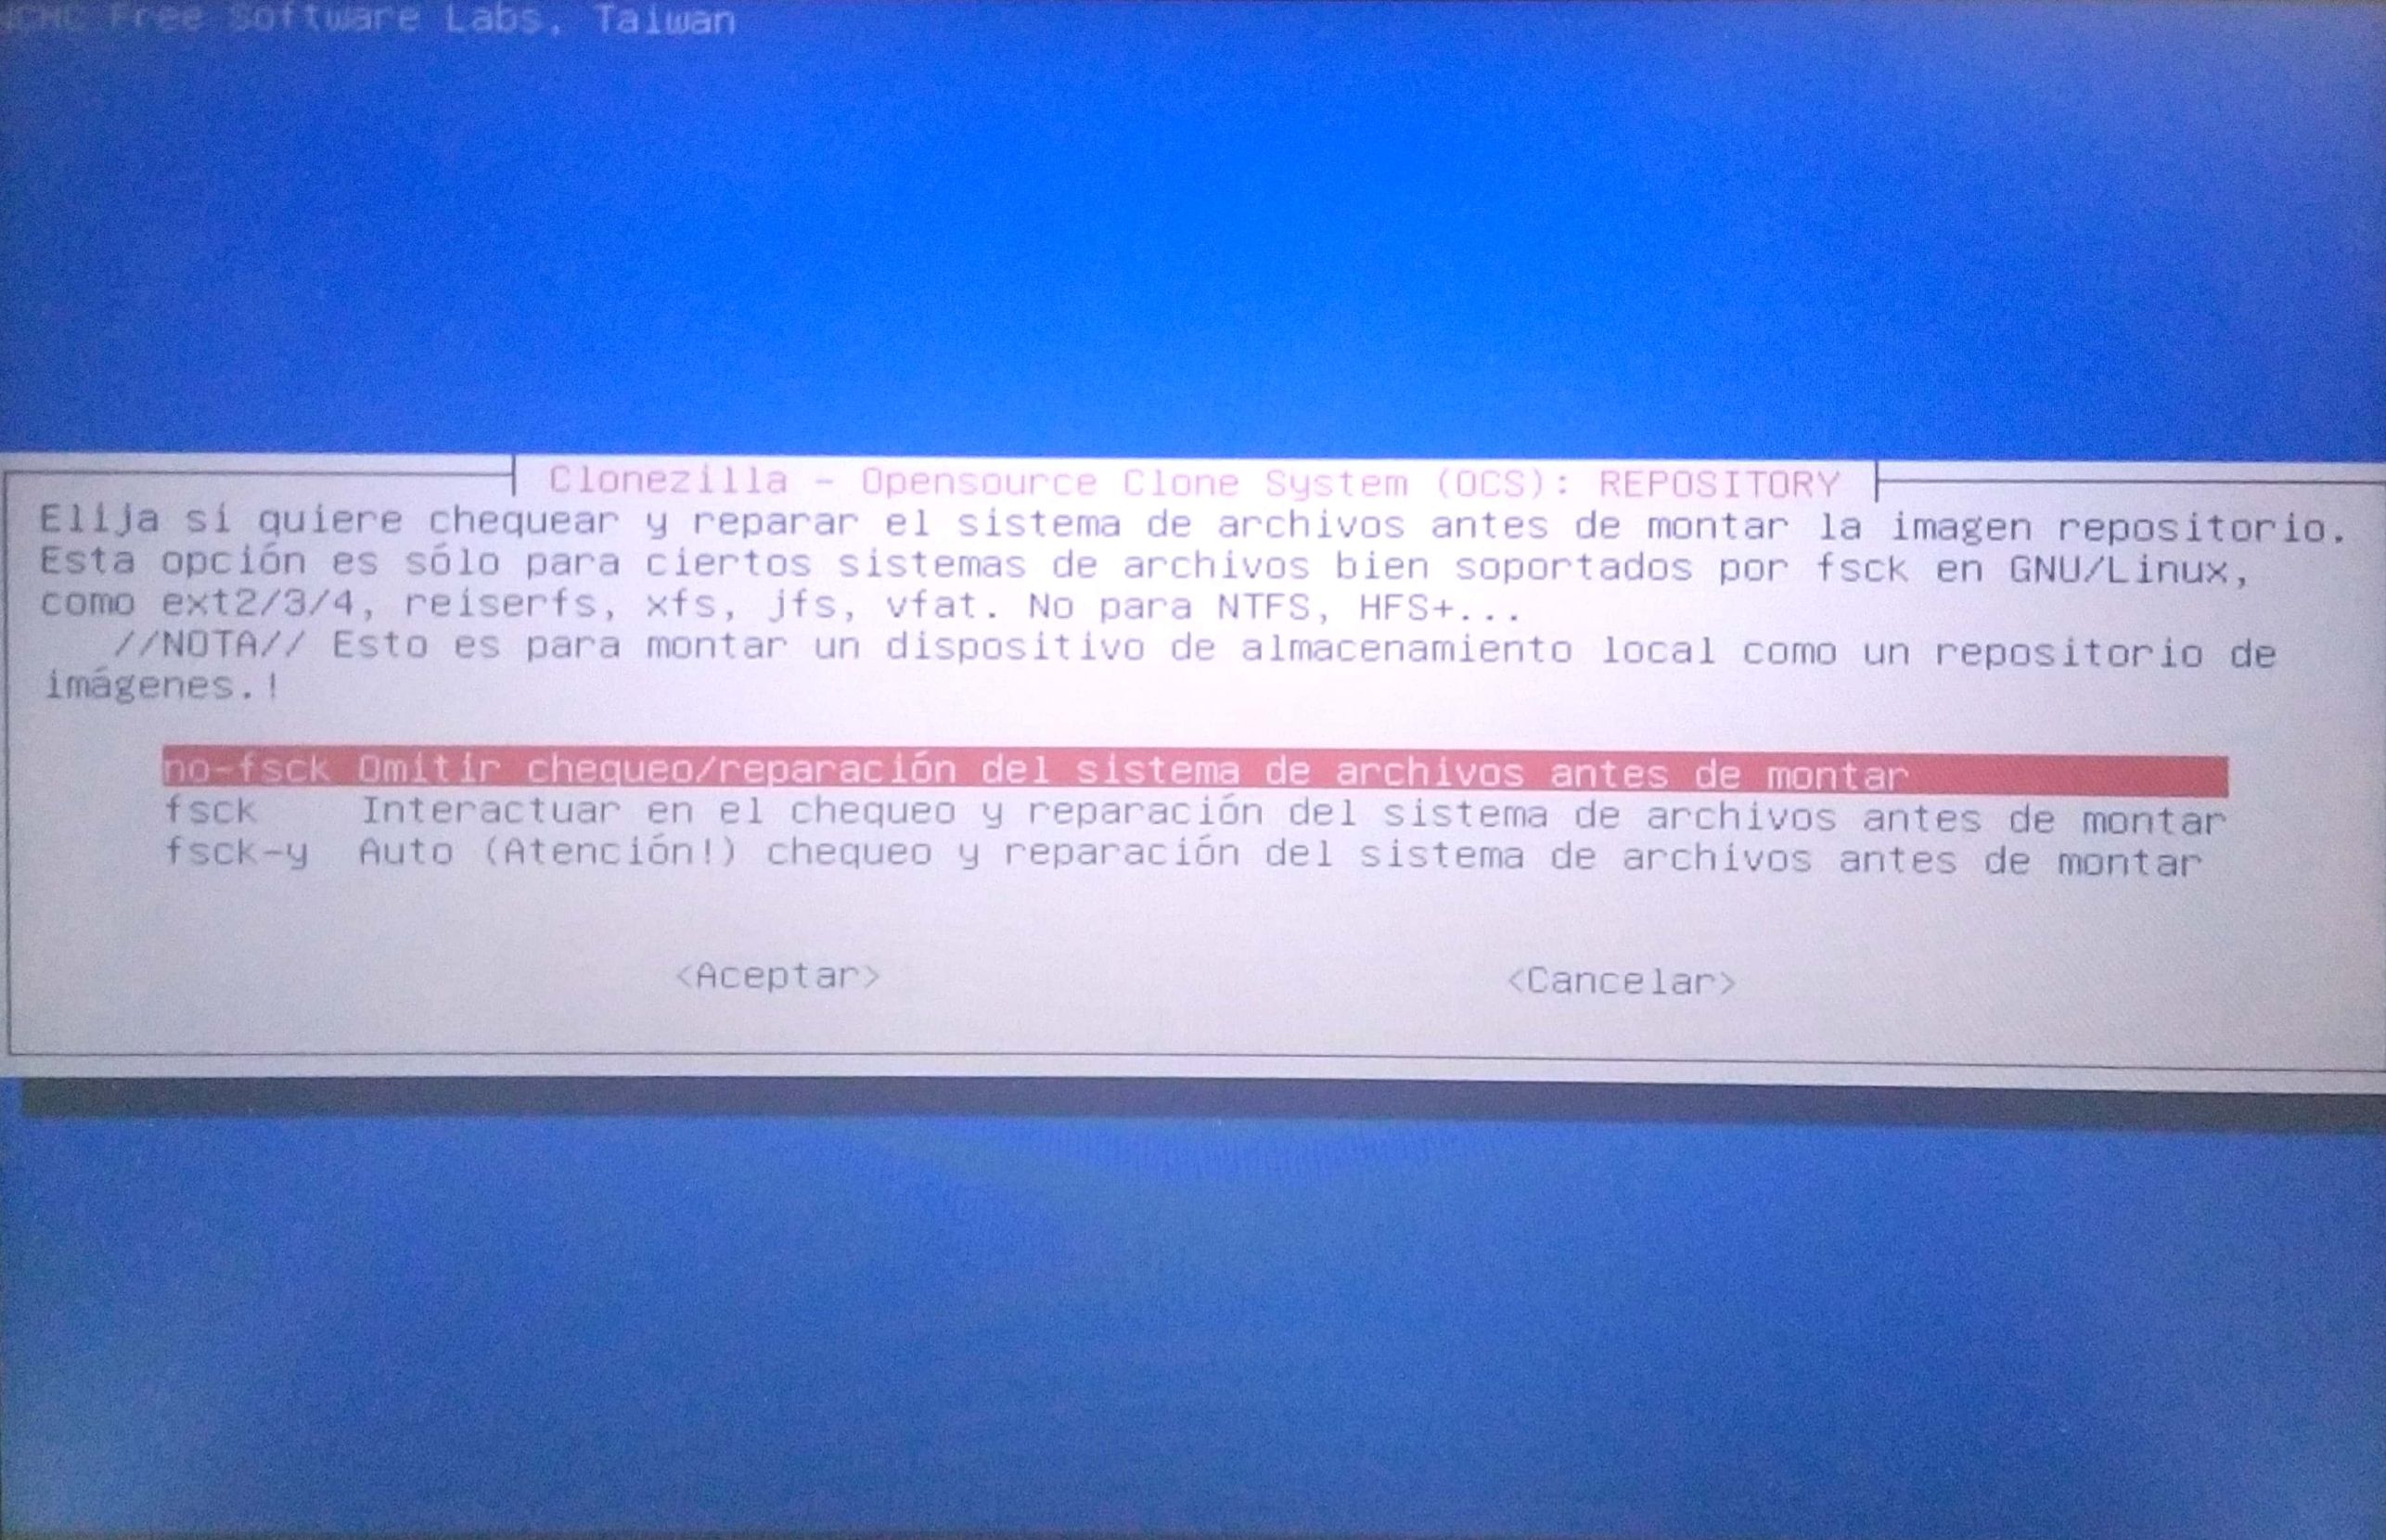 Free Software Labs, Taiwan
Clonezilla - Opensource Clone System (OCS): REPOSITORY
Elija si quiere chequear y reparar el sistema de archivos antes de montar la imagen repositorio.
Esta opción es sólo para ciertos sistemas de archivos bien soportados por fsck en GNU/Linux,
como ext2/3/4, reiserfs, xfs, jfs, vfat. No para NTFS, HFS+...
//NOTA// Esto es para montar un dispositivo de almacenamiento local como un repositorio de
imágenes.!
no-fsck Omitir chequeo/reparación del sistema de archivos antes de montar
fsck Interactuar en el chequeo y reparación del sistema de archivos antes de montar
fsck-y Auto (Atención!) chequeo y reparación del sistema de archivos antes de montar
<Aceptar> <Cancelar>